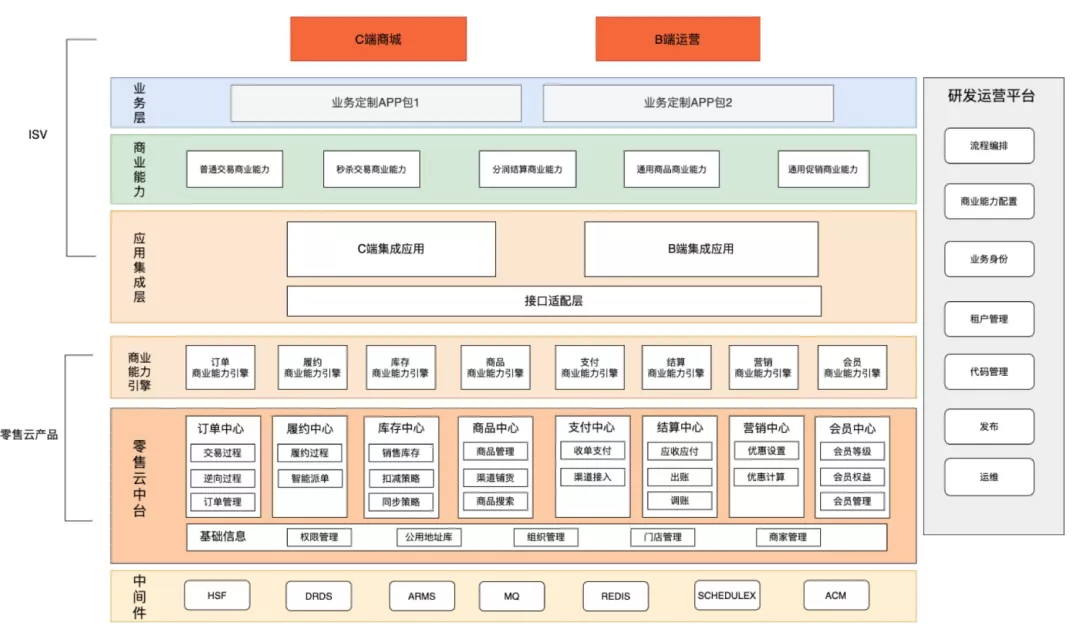 C端商城
B端运营
ISV
业务层
业务定制APP包1
业务定制APP包2
商业能力
普通交易商业能力
秒杀交易商业能力
分润结算商业能力
通用商品商业能力
通用促销商业能力
应用集成层
C端集成应用
B端集成应用
接口适配层
零售云产品
商业
能力
引擎
订单
商业能力引擎
履约
商业能力引擎
库存
商业能力引擎
商品
商业能力引擎
支付
商业能力引擎
结算
商业能力引擎
营销
商业能力引擎
会员
商业能力引擎
零售云中台
订单中心
交易过程
逆向过程
订单管理
履约中心
履约过程
智能派单
库存中心
销售库存
扣减策略
同步策略
商品中心
商品管理
渠道铺货
商品搜索
支付中心
收单支付
渠道接入
结算中心
应收应付
出账
调账
营销中心
优惠设置
优惠计算
会员中心
会员等级
会员权益
会员管理
基础信息
权限管理
公用地址库
组织管理
门店管理
商家管理
中间件
HSF
DRDS
ARMS
MQ
REDIS
SCHEDULEX
ACM
研发运营平台
流程编排
商业能力配置
业务身份
租户管理
代码管理
发布
运维